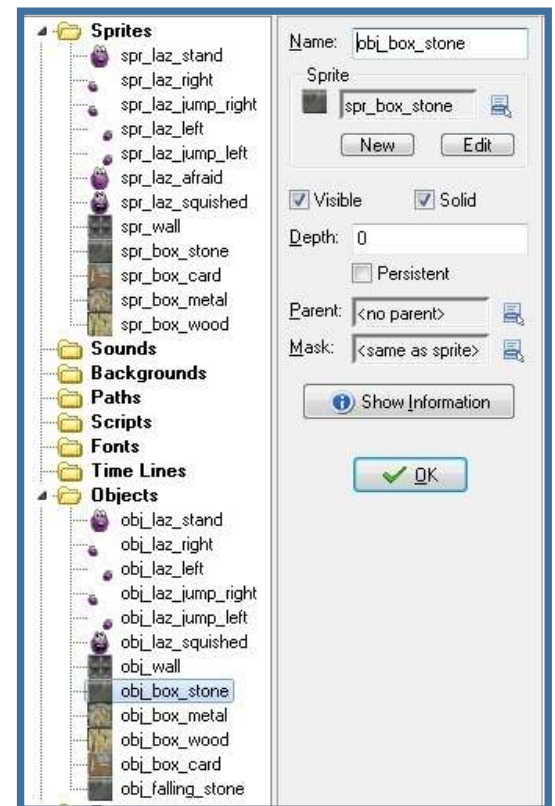 Sprites
spr_laz_stand
spr_laz_right
spr_laz_jump_right
spr_laz_left
spr_laz_jump_left
spr_laz_afraid
spr_laz_squished
spr_wall
spr_box_stone
spr_box_card
spr_box_metal
spr_box_wood
Sounds
Backgrounds
Paths
Scripts
Fonts
Time Lines
Objects
obj_laz_stand
obj_laz_right
obj_laz_left
obj_laz_jump_right
obj_laz_jump_left
obj_laz_squished
obj_wall
obj_box_stone
obj_box_metal
obj_box_wood
obj_box_card
obj_falling_stone
Name: obj_box_stone
Sprite
spr_box_stone
New Edit
Visible Solid
Depth: 0
Persistent
Parent: <no parent>
Mask: <same as sprite>
Show Information
OK